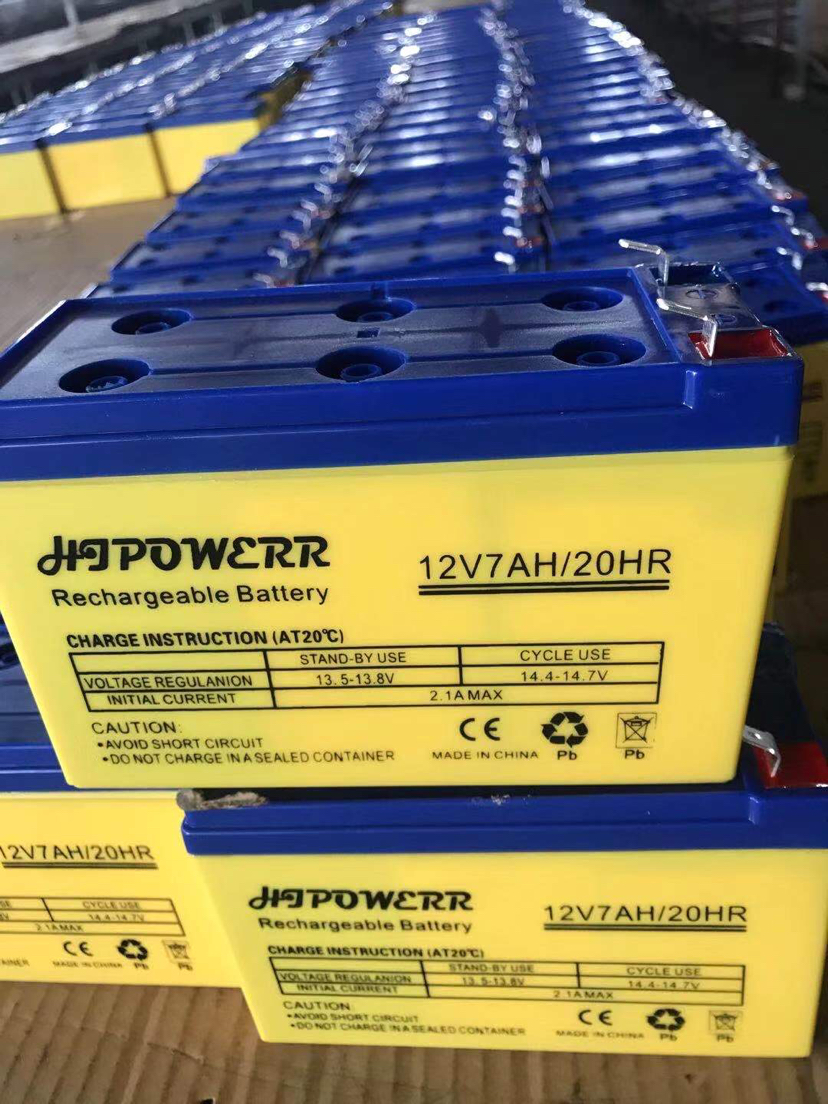 HIPOWERR
Rechargeable Battery
12V7AH/20HR
CHARGE INSTRUCTION (AT20℃)
STAND-BY USE CYCLE USE
VOLTAGE REGULANION 13.5-13.8V 14.4-14.7V
INITIAL CURRENT 2.1A MAX
CAUTION:
•AVOID SHORT CIRCUIT
•DO NOT CHARGE IN A SEALED CONTAINER
CE
MADE IN CHINA Pb Pb
12V7AH/20HR
CYCLE USE
14.4-14.7V
2.1A MAX
CE
MADE IN CHINA Pb Pb
HIPOWERR
Rechargeable Battery
12V7AH/20HR
CHARGE INSTRUCTION (AT20℃)
STAND-BY USE CYCLE USE
VOLTAGE REGULANION 13.5-13.8V 14.4-14.7V
INITIAL CURRENT 2.1A MAX
CAUTION:
•AVOID SHORT CIRCUIT
•DO NOT CHARGE IN A SEALED CONTAINER
CE
MADE IN CHINA Pb Pb